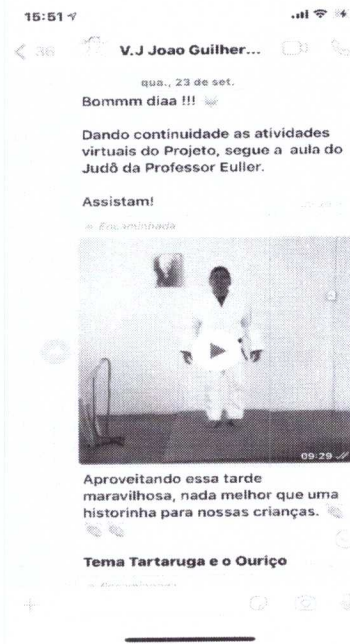 15:51
36
V.J Joao Guilher...
qua., 23 de set.
Bommm diaa !!!
Dando continuidade as atividades
virtuais do Projeto, segue a aula do
Judô da Professor Euller.
Assistam!
Encaminhada
09:29
Aproveitando essa tarde
maravilhosa, nada melhor que uma
historinha para nossas crianças.
Tema Tartaruga e o Ouriço